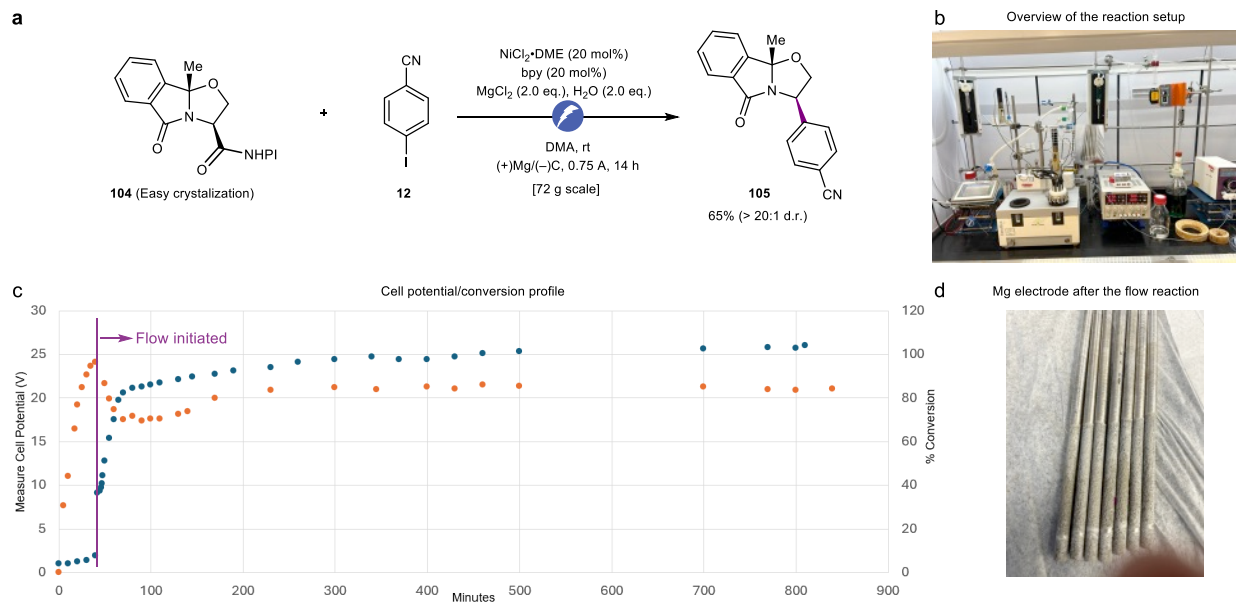 a
Me
O
N
O
O
NHPI
104 (Easy crystalization)
+
CN
I
12
NiCl2•DME (20 mol%)
bpy (20 mol%)
MgCl2 (2.0 eq.), H2O (2.0 eq.)
DMA, rt
(+)Mg/(–)C, 0.75 A, 14 h
[72 g scale]
Me
O
N
O
CN
105
65% (> 20:1 d.r.)
b
Overview of the reaction setup
c
Cell potential/conversion profile
Flow initiated
Measure Cell Potential (V)
30
25
20
15
10
5
0
120
100
80
60
40
20
0
% Conversion
0 100 200 300 400 500 600 700 800 900
Minutes
d
Mg electrode after the flow reaction